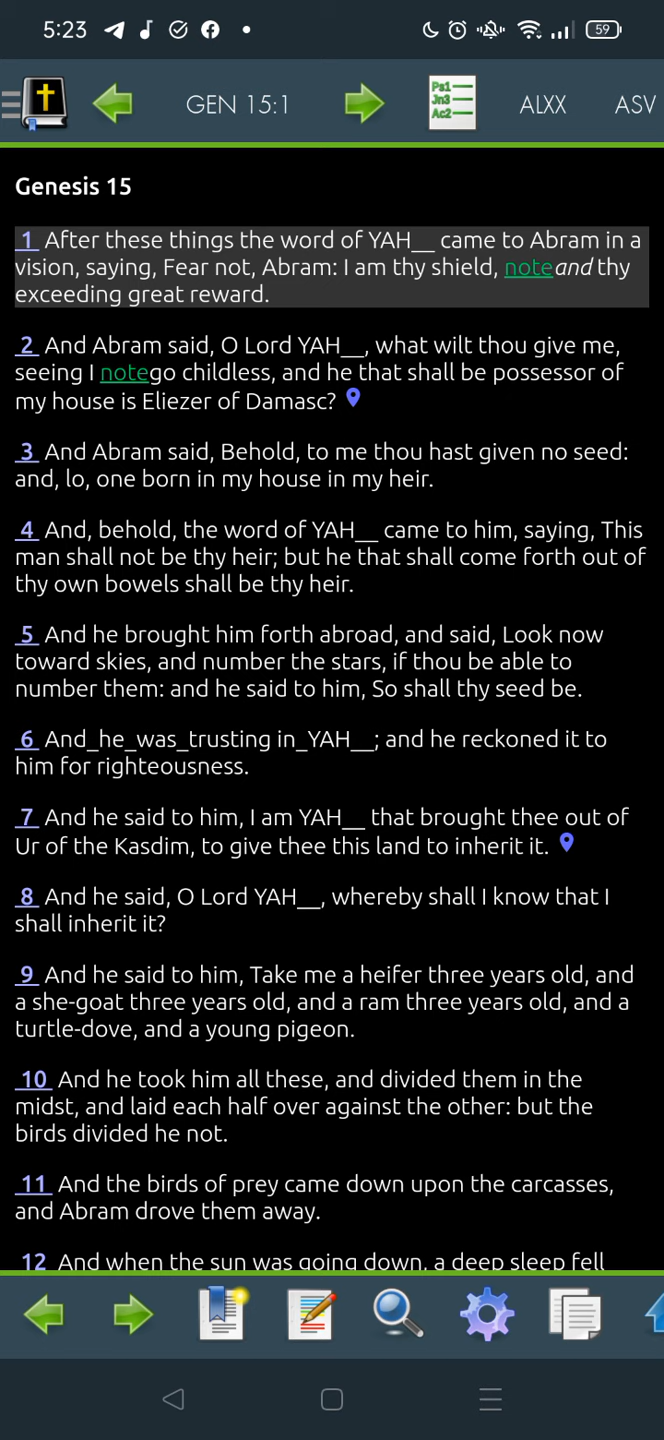 5:23
59
GEN 15:1
Ps1
Jn3
Ac2
ALXX
ASV
Genesis 15
1 After these things the word of YAH__ came to Abram in a
vision, saying, Fear not, Abram: I am thy shield, noteand thy
exceeding great reward.
2 And Abram said, O Lord YAH__, what wilt thou give me,
seeing I notego childless, and he that shall be possessor of
my house is Eliezer of Damasc?
3 And Abram said, Behold, to me thou hast given no seed:
and, lo, one born in my house in my heir.
4 And, behold, the word of YAH__ came to him, saying, This
man shall not be thy heir; but he that shall come forth out of
thy own bowels shall be thy heir.
5 And he brought him forth abroad, and said, Look now
toward skies, and number the stars, if thou be able to
number them: and he said to him, So shall thy seed be.
6 And_he_was_trusting in_YAH__; and he reckoned it to
him for righteousness.
7 And he said to him, I am YAH__ that brought thee out of
Ur of the Kasdim, to give thee this land to inherit it.
8 And he said, O Lord YAH__, whereby shall I know that I
shall inherit it?
9 And he said to him, Take me a heifer three years old, and
a she-goat three years old, and a ram three years old, and a
turtle-dove, and a young pigeon.
10 And he took him all these, and divided them in the
midst, and laid each half over against the other: but the
birds divided he not.
11 And the birds of prey came down upon the carcasses,
and Abram drove them away.
12 And when the sun was going down, a deep sleep fell